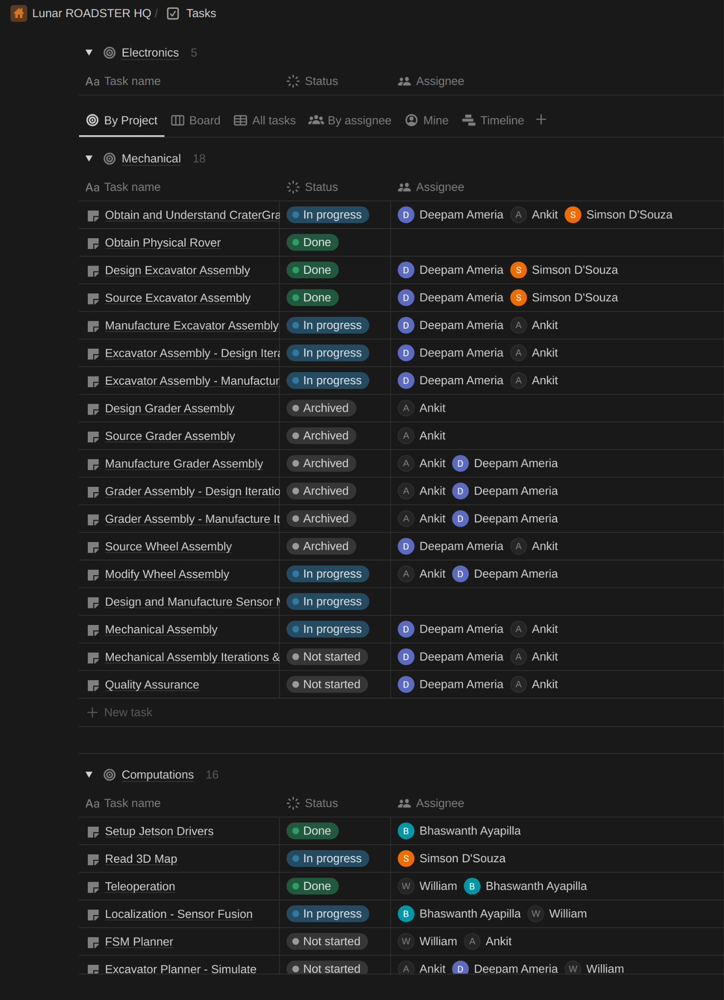 Lunar ROADSTER HQ / Tasks
Electronics 5
Aa Task name Status Assignee
By Project Board All tasks By assignee Mine Timeline
Mechanical 18
Aa Task name Status Assignee
Obtain and Understand CraterGra In progress D Deepam Ameria A Ankit S Simson D'Souza
Obtain Physical Rover Done
Design Excavator Assembly Done D Deepam Ameria S Simson D'Souza
Source Excavator Assembly Done D Deepam Ameria S Simson D'Souza
Manufacture Excavator Assembly In progress D Deepam Ameria A Ankit
Excavator Assembly - Design Itera In progress D Deepam Ameria A Ankit
Excavator Assembly - Manufactur In progress D Deepam Ameria A Ankit
Design Grader Assembly Archived A Ankit
Source Grader Assembly Archived A Ankit
Manufacture Grader Assembly Archived A Ankit D Deepam Ameria
Grader Assembly - Design Iteratio Archived A Ankit D Deepam Ameria
Grader Assembly - Manufacture It Archived A Ankit D Deepam Ameria
Source Wheel Assembly Archived D Deepam Ameria A Ankit
Modify Wheel Assembly In progress A Ankit D Deepam Ameria
Design and Manufacture Sensor M In progress
Mechanical Assembly In progress D Deepam Ameria A Ankit
Mechanical Assembly Iterations & Not started D Deepam Ameria A Ankit
Quality Assurance Not started D Deepam Ameria A Ankit
New task
Computations 16
Aa Task name Status Assignee
Setup Jetson Drivers Done B Bhaswanth Ayapilla
Read 3D Map In progress S Simson D'Souza
Teleoperation Done W William B Bhaswanth Ayapilla
Localization - Sensor Fusion In progress B Bhaswanth Ayapilla W William
FSM Planner Not started W William A Ankit
Excavator Planner - Simulate Not started A Ankit D Deepam Ameria W William